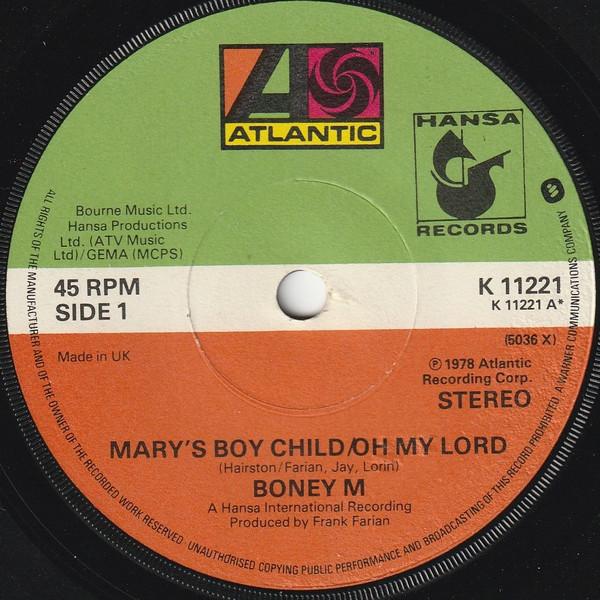 ATLANTIC
HANSA
RECORDS
Bourne Music Ltd.
Hansa Productions
Ltd. (ATV Music
Ltd)/GEMA (MCPS)
45 RPM
SIDE 1
K 11221
K 11221 A*
(5036 X)
Made in UK
℗ 1978 Atlantic
Recording Corp.
STEREO
MARY'S BOY CHILD/OH MY LORD
(Hairston/Farian, Jay, Lorin)
BONEY M
A Hansa International Recording
Produced by Frank Farian
ALL RIGHTS OF THE MANUFACTURER AND OF THE OWNER OF THE RECORDED WORK RESERVED · UNAUTHORISED COPYING PUBLIC PERFORMANCE AND BROADCASTING OF THIS RECORD PROHIBITED · A WARNER COMMUNICATIONS COMPANY